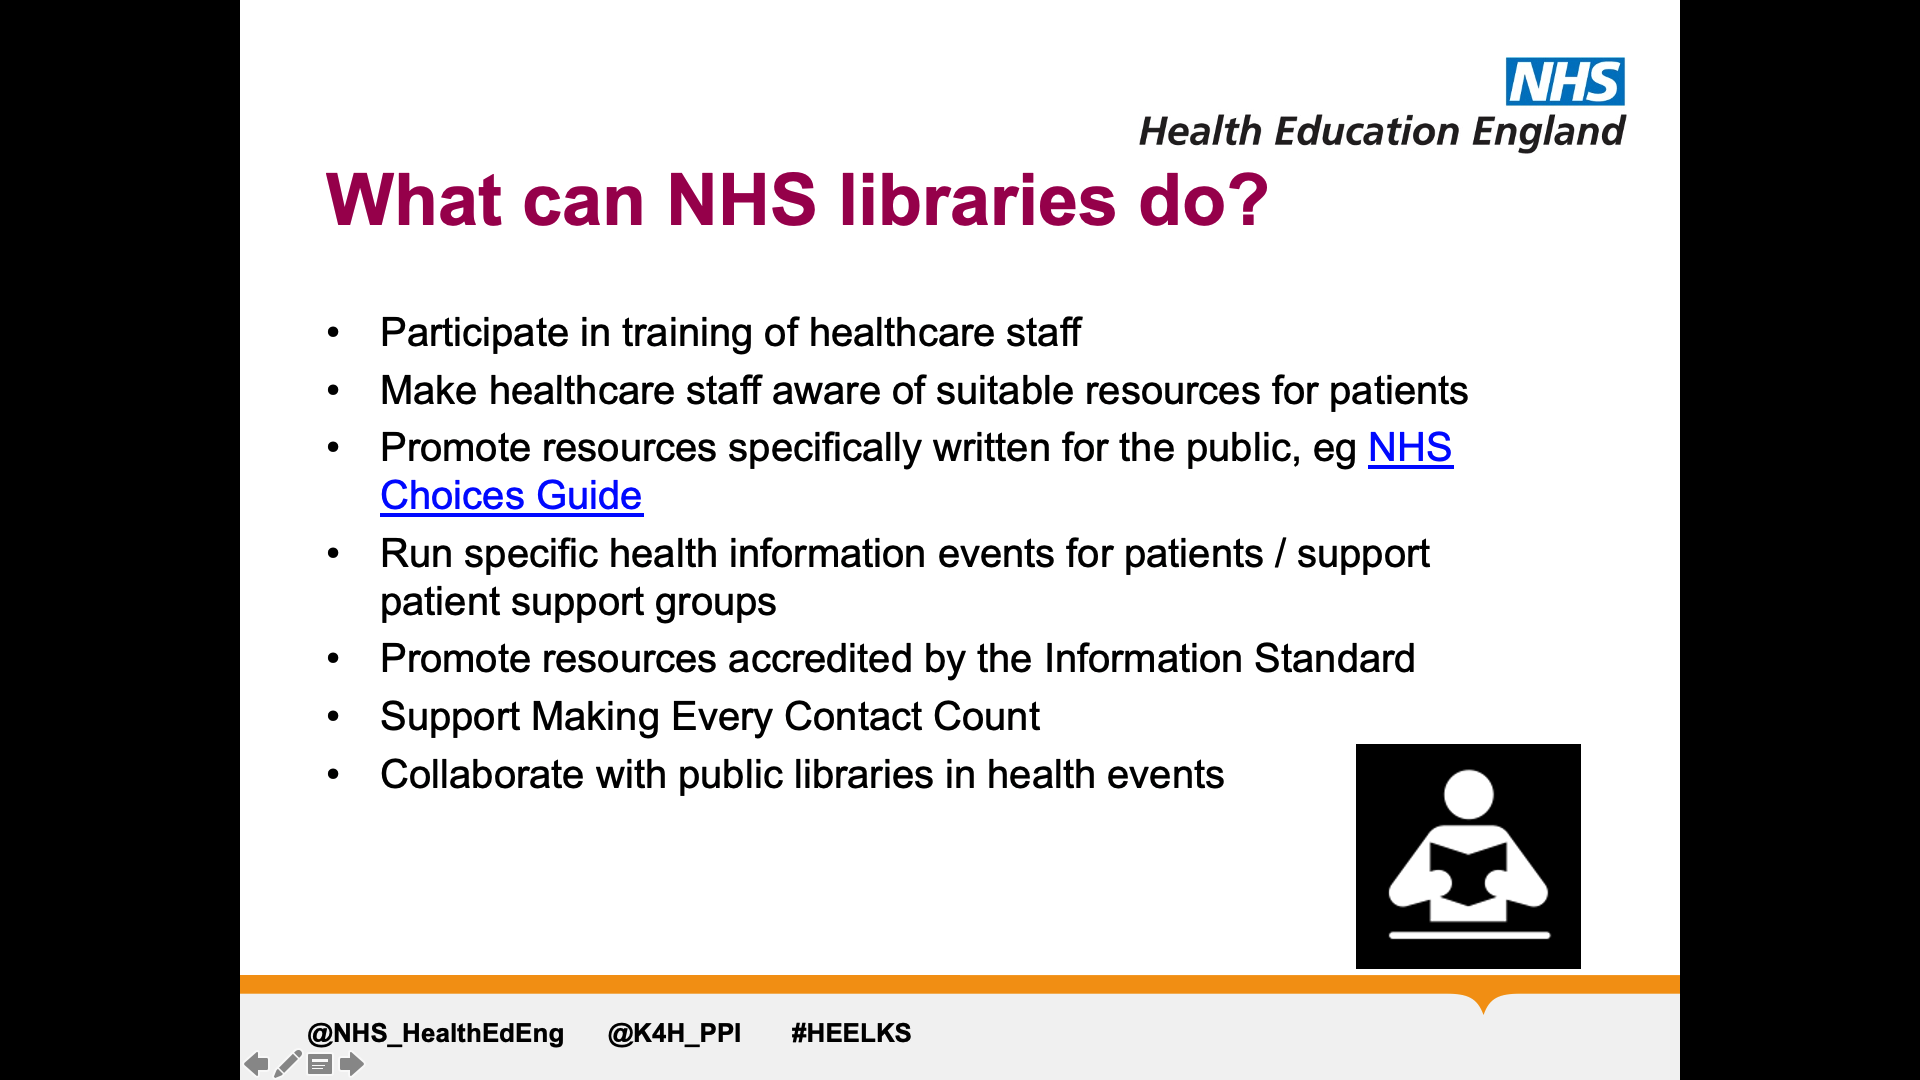 NHS
Health Education England
What can NHS libraries do?
• Participate in training of healthcare staff
• Make healthcare staff aware of suitable resources for patients
• Promote resources specifically written for the public, eg NHS
Choices Guide
• Run specific health information events for patients / support
patient support groups
• Promote resources accredited by the Information Standard
• Support Making Every Contact Count
• Collaborate with public libraries in health events
@NHS_HealthEdEng @K4H_PPI #HEELKS